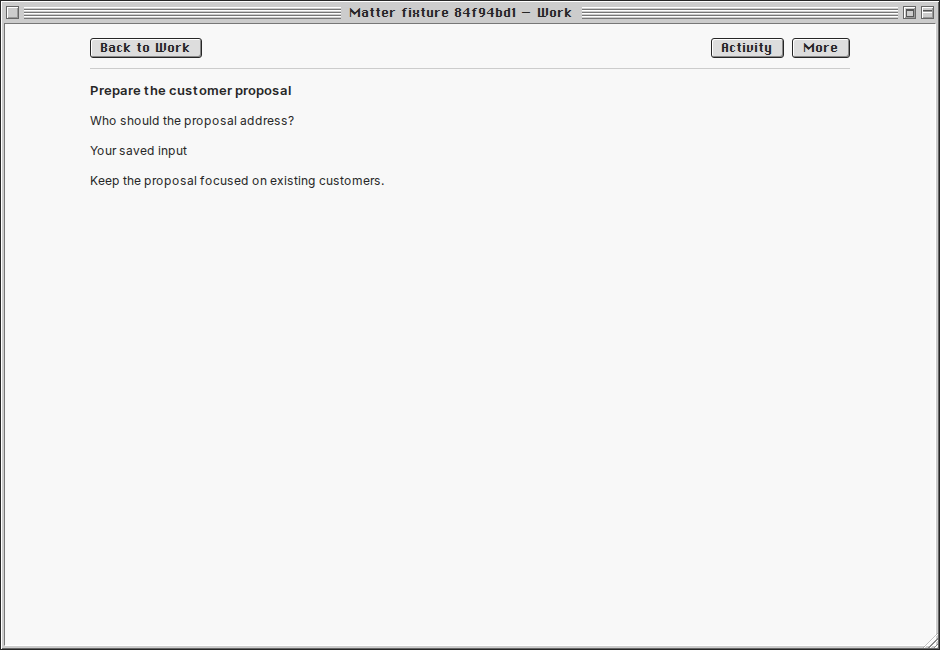 Matter fixture 84f94bd1 — Work
Back to Work
Activity
More
Prepare the customer proposal
Who should the proposal address?
Your saved input
Keep the proposal focused on existing customers.